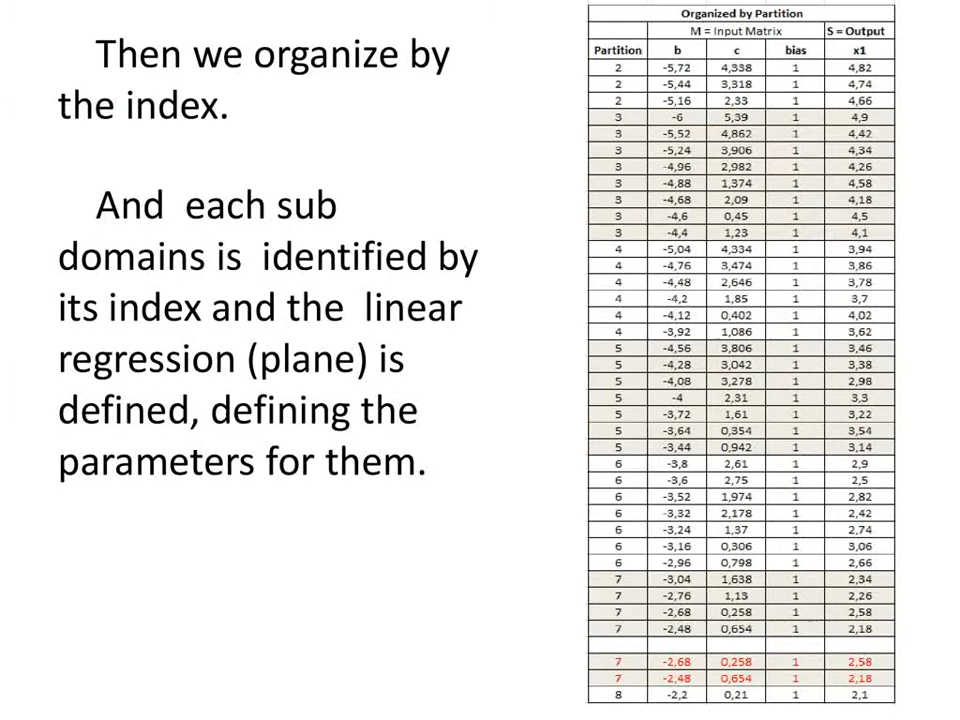 Then we organize by
the index.
And each sub
domains is identified by
its index and the linear
regression (plane) is
defined, defining the
parameters for them.
Organized by Partition
M = Input Matrix S = Output
Partition b c bias x1
2 -5,72 4,338 1 4,82
2 -5,44 3,318 1 4,74
2 -5,16 2,33 1 4,66
3 -6 5,39 1 4,9
3 -5,52 4,862 1 4,42
3 -5,24 3,906 1 4,34
3 -4,96 2,982 1 4,26
3 -4,88 1,374 1 4,58
3 -4,68 2,09 1 4,18
3 -4,6 0,45 1 4,5
3 -4,4 1,23 1 4,1
4 -5,04 4,334 1 3,94
4 -4,76 3,474 1 3,86
4 -4,48 2,646 1 3,78
4 -4,2 1,85 1 3,7
4 -4,12 0,402 1 4,02
4 -3,92 1,086 1 3,62
5 -4,56 3,806 1 3,46
5 -4,28 3,042 1 3,38
5 -4,08 3,278 1 2,98
5 -4 2,31 1 3,3
5 -3,72 1,61 1 3,22
5 -3,64 0,354 1 3,54
5 -3,44 0,942 1 3,14
6 -3,8 2,61 1 2,9
6 -3,6 2,75 1 2,5
6 -3,52 1,974 1 2,82
6 -3,32 2,178 1 2,42
6 -3,24 1,37 1 2,74
6 -3,16 0,306 1 3,06
6 -2,96 0,798 1 2,66
7 -3,04 1,638 1 2,34
7 -2,76 1,13 1 2,26
7 -2,68 0,258 1 2,58
7 -2,48 0,654 1 2,18
7 -2,68 0,258 1 2,58
7 -2,48 0,654 1 2,18
8 -2,2 0,21 1 2,1